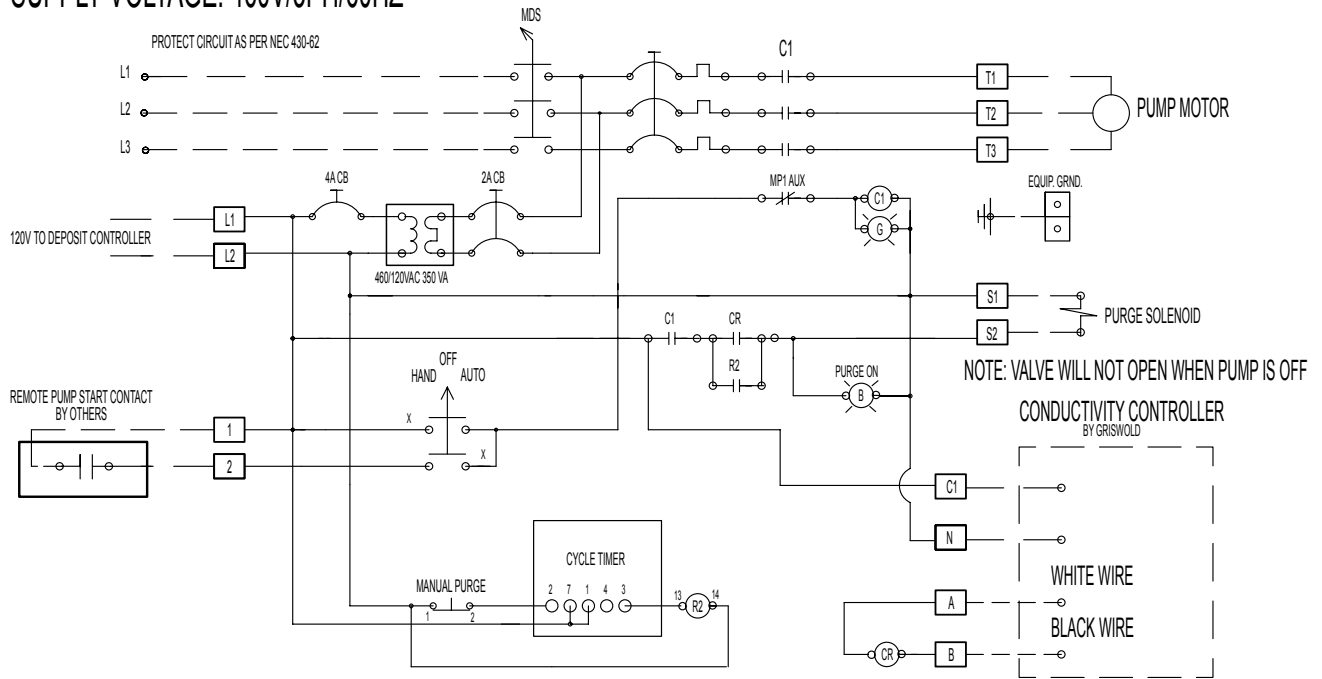 MDS
PROTECT CIRCUIT AS PER NEC 430-62
C1
L1
T1
L2
T2
PUMP MOTOR
L3
T3
4A CB
2A CB
MP1 AUX
EQUIP. GRND.
C1
L1
G
120V TO DEPOSIT CONTROLLER
L2
460/120VAC 350 VA
S1
C1
CR
PURGE SOLENOID
S2
R2
OFF
HAND
AUTO
PURGE ON
B
NOTE: VALVE WILL NOT OPEN WHEN PUMP IS OFF
REMOTE PUMP START CONTACT
BY OTHERS
CONDUCTIVITY CONTROLLER
BY GRISWOLD
1
X
2
X
C1
N
CYCLE TIMER
MANUAL PURGE
2 7 1 4 3
13
R2
14
1
2
WHITE WIRE
A
BLACK WIRE
CR
B